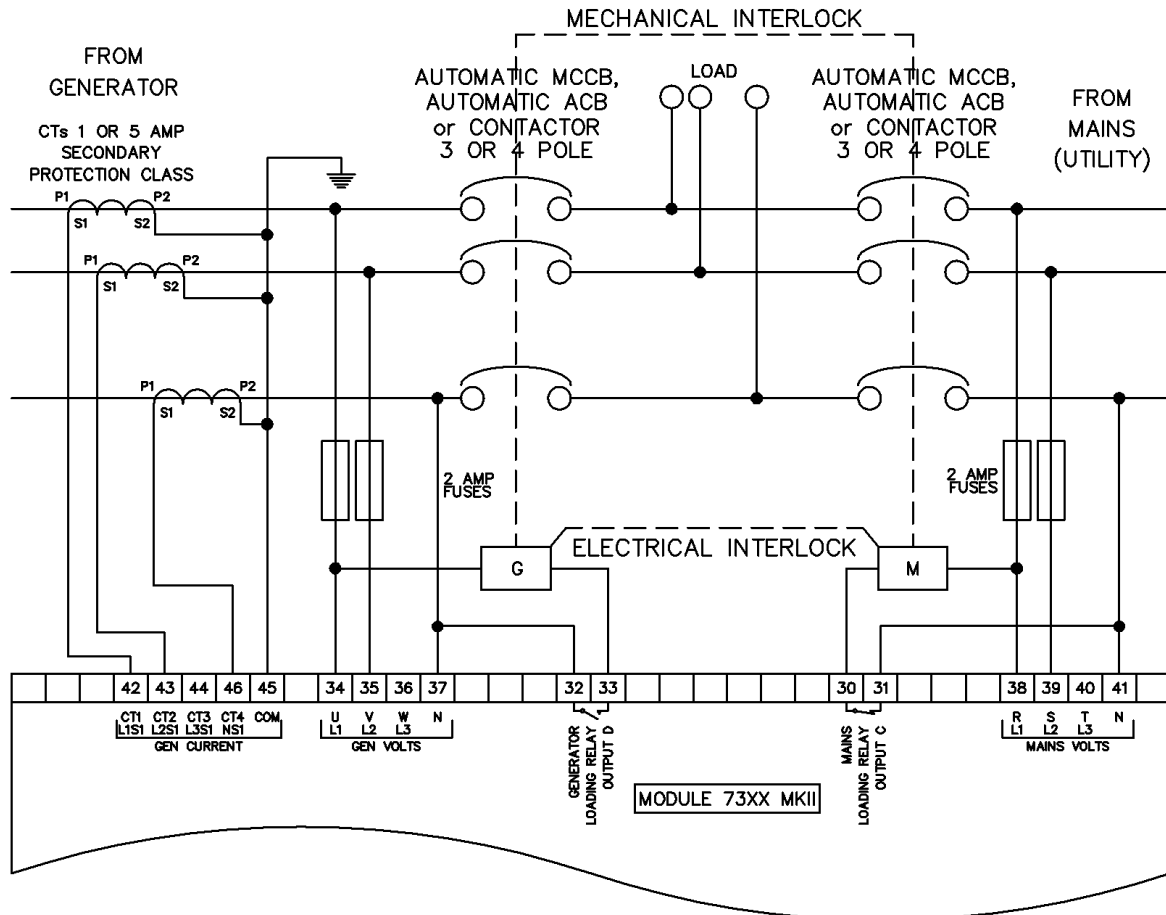 MECHANICAL INTERLOCK
FROM
GENERATOR
CTs 1 OR 5 AMP
SECONDARY
PROTECTION CLASS
AUTOMATIC MCCB,
AUTOMATIC ACB
or CONTACTOR
3 OR 4 POLE
LOAD
AUTOMATIC MCCB,
AUTOMATIC ACB
or CONTACTOR
3 OR 4 POLE
FROM
MAINS
(UTILITY)
P1 P2
S1 S2
P1 P2
S1 S2
P1 P2
S1 S2
2 AMP
FUSES
2 AMP
FUSES
ELECTRICAL INTERLOCK
G
M
42 43 44 46 45 34 35 36 37 32 33 30 31 38 39 40 41
CT1 CT2 CT3 CT4 COM
L1S1 L2S1 L3S1 NS1
GEN CURRENT
U V W N
L1 L2 L3
GEN VOLTS
GENERATOR
LOADING RELAY
OUTPUT D
MODULE 73XX MKII
MAINS
LOADING RELAY
OUTPUT C
R S T N
L1 L2 L3
MAINS VOLTS